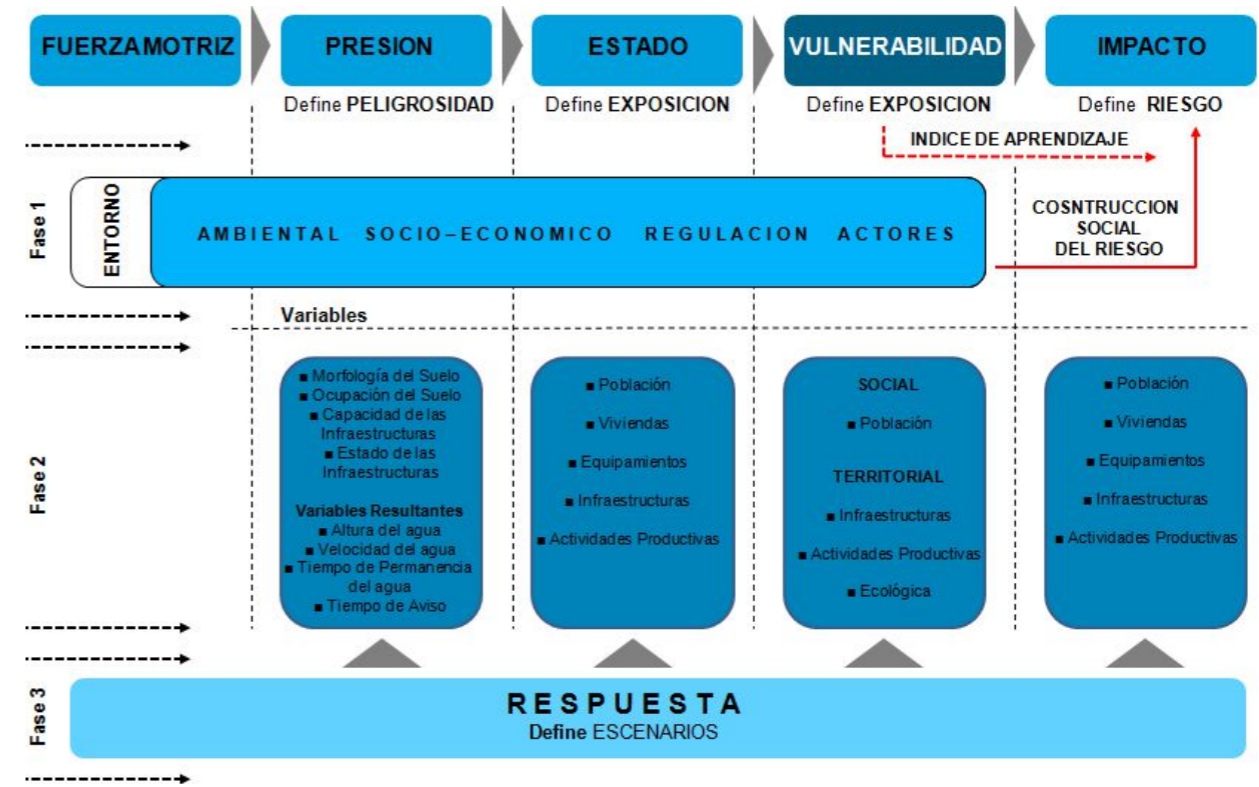 FUERZAMOTRIZ
PRESION
ESTADO
VULNERABILIDAD
IMPACTO
Define PELIGROSIDAD
Define EXPOSICION
Define EXPOSICION
Define RIESGO
INDICE DE APRENDIZAJE
Fase 1
ENTORNO
AMBIENTAL SOCIO–ECONOMICO REGULACION ACTORES
COSNTRUCCION
SOCIAL
DEL RIESGO
Variables
Fase 2
■ Morfología del Suelo
■ Ocupación del Suelo
■ Capacidad de las
Infraestructuras
■ Estado de las
Infraestructuras
Variables Resultantes
■ Altura del agua
■ Velocidad del agua
■ Tiempo de Permanencia
del agua
■ Tiempo de Aviso
■ Población
■ Viviendas
■ Equipamientos
■ Infraestructuras
■ Actividades Productivas
SOCIAL
■ Población
TERRITORIAL
■ Infraestructuras
■ Actividades Productivas
■ Ecológica
■ Población
■ Viviendas
■ Equipamientos
■ Infraestructuras
■ Actividades Productivas
Fase 3
RESPUESTA
Define ESCENARIOS